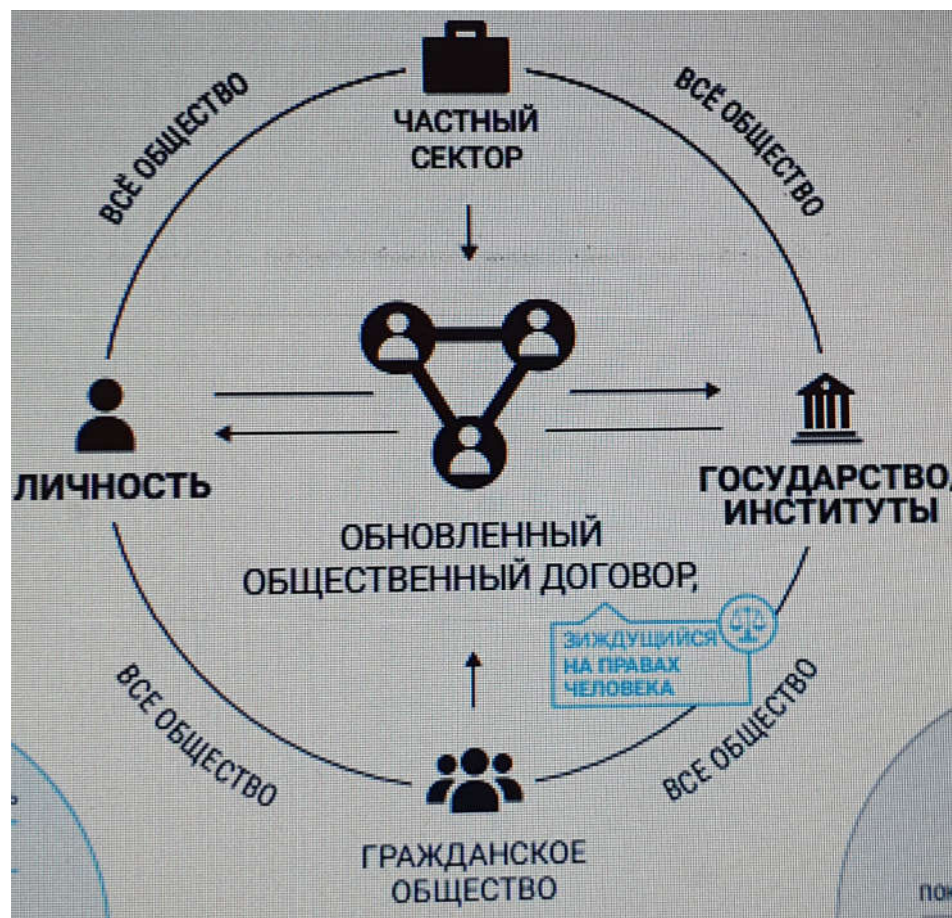 ВСЁ ОБЩЕСТВО
ЧАСТНЫЙ
СЕКТОР
ВСЁ ОБЩЕСТВО
ЛИЧНОСТЬ
ГОСУДАРСТВО,
ИНСТИТУТЫ
ОБНОВЛЕННЫЙ
ОБЩЕСТВЕННЫЙ ДОГОВОР,
ЗИЖДУЩИЙСЯ
НА ПРАВАХ
ЧЕЛОВЕКА
ВСЕ ОБЩЕСТВО
ВСЕ ОБЩЕСТВО
ГРАЖДАНСКОЕ
ОБЩЕСТВО